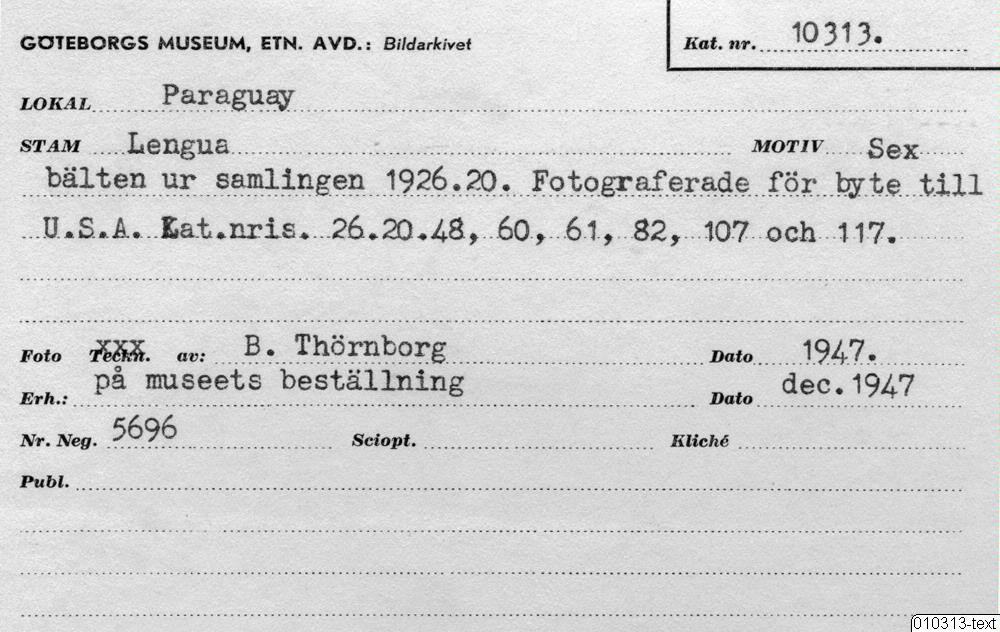 GÖTEBORGS MUSEUM, ETN. AVD.: Bildarkivet
Kat. nr. 10313.
LOKAL Paraguay
STAM Lengua MOTIV Sex
bälten ur samlingen 1926.20. Fotograferade för byte till
U.S.A. Kat.nris. 26.20.48, 60, 61, 82, 107 och 117.
Foto Teckn. av: B. Thörnborg Dato 1947.
Erh.: på museets beställning Dato dec.1947
Nr. Neg. 5696 Sciopt. Kliché
Publ.
010313-text